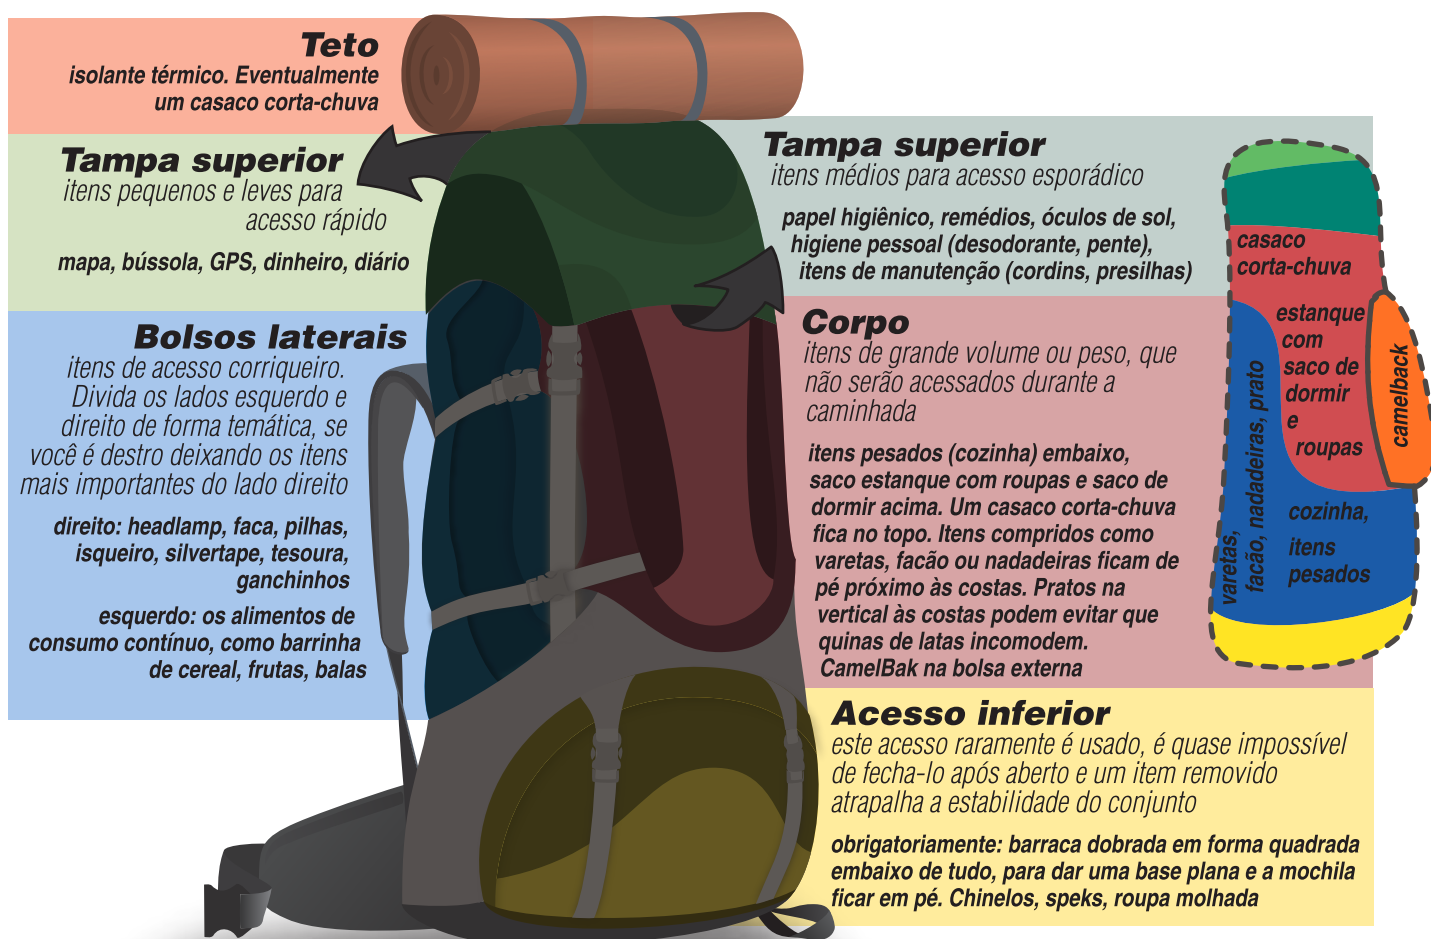 Teto
isolante térmico. Eventualmente
um casaco corta-chuva
Tampa superior
itens pequenos e leves para
acesso rápido
mapa, bússola, GPS, dinheiro, diário
Bolsos laterais
itens de acesso corriqueiro.
Divida os lados esquerdo e
direito de forma temática, se
você é destro deixando os itens
mais importantes do lado direito
direito: headlamp, faca, pilhas,
isqueiro, silvertape, tesoura,
ganchinhos
esquerdo: os alimentos de
consumo contínuo, como barrinha
de cereal, frutas, balas
Tampa superior
itens médios para acesso esporádico
papel higiênico, remédios, óculos de sol,
higiene pessoal (desodorante, pente),
itens de manutenção (cordins, presilhas)
Corpo
itens de grande volume ou peso, que
não serão acessados durante a
caminhada
itens pesados (cozinha) embaixo,
saco estanque com roupas e saco de
dormir acima. Um casaco corta-chuva
fica no topo. Itens compridos como
varetas, facão ou nadadeiras ficam de
pé próximo às costas. Pratos na
vertical às costas podem evitar que
quinas de latas incomodem.
CamelBak na bolsa externa
Acesso inferior
este acesso raramente é usado, é quase impossível
de fecha-lo após aberto e um item removido
atrapalha a estabilidade do conjunto
obrigatoriamente: barraca dobrada em forma quadrada
embaixo de tudo, para dar uma base plana e a mochila
ficar em pé. Chinelos, speks, roupa molhada
casaco
corta-chuva
estanque
com
saco de
dormir
e
roupas
camelback
varetas,
facão, nadadeiras, prato
cozinha,
itens
pesados